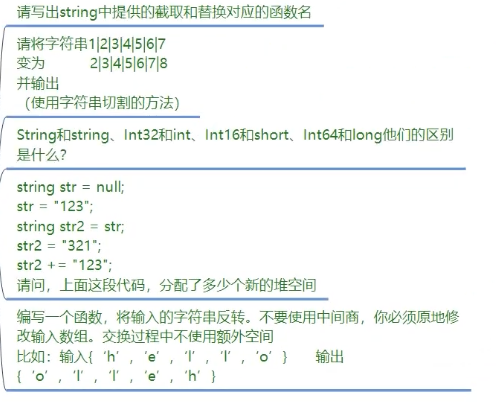 请写出string中提供的截取和替换对应的函数名
请将字符串1|2|3|4|5|6|7
变为 2|3|4|5|6|7|8
并输出
（使用字符串切割的方法）
String和string、Int32和int、Int16和short、Int64和long他们的区别
是什么？
string str = null;
str = "123";
string str2 = str;
str2 = "321";
str2 += "123";
请问，上面这段代码，分配了多少个新的堆空间
编写一个函数，将输入的字符串反转。不要使用中间商，你必须原地修
改输入数组。交换过程中不使用额外空间
比如：输入{‘h’,‘e’,‘l’,‘l’,‘o’} 输出
{‘o’,‘l’,‘l’,‘e’,‘h’}